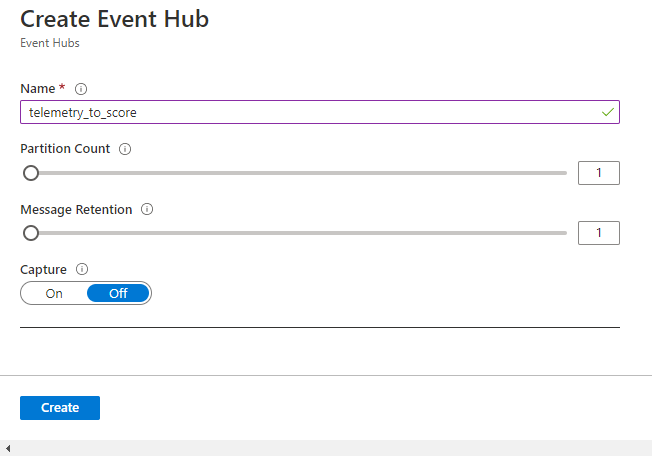 Create Event Hub
Event Hubs
Name *
telemetry_to_score
Partition Count
1
Message Retention
1
Capture
On Off
Create